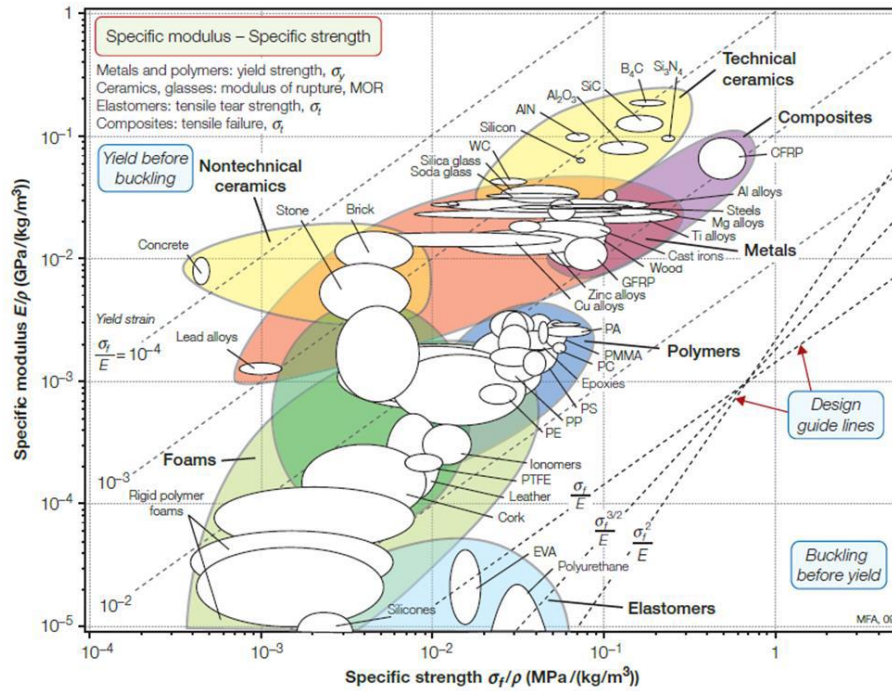 Specific modulus – Specific strength
Metals and polymers: yield strength, σy
Ceramics, glasses: modulus of rupture, MOR
Elastomers: tensile tear strength, σt
Composites: tensile failure, σt
Yield before
buckling
Nontechnical
ceramics
Technical
ceramics
Composites
B4C
Si3N4
SiC
Al2O3
AlN
Silicon
WC
Silica glass
Soda glass
CFRP
Al alloys
Steels
Mg alloys
Ti alloys
Metals
Cast irons
Wood
GFRP
Zinc alloys
Cu alloys
Stone
Brick
Concrete
Lead alloys
Yield strain
σf/E = 10⁻⁴
10⁻³
10⁻²
PA
PMMA
Polymers
PC
Epoxies
PS
PP
PE
Design
guide lines
Foams
Rigid polymer
foams
Ionomers
PTFE
Leather
Cork
σf/E
σf^3/2/E
σf^2/E
EVA
Polyurethane
Silicones
Elastomers
Buckling
before yield
MFA, 09
Specific modulus E/ρ (GPa/(kg/m³))
1
10⁻¹
10⁻²
10⁻³
10⁻⁴
10⁻⁵
10⁻⁴
10⁻³
10⁻²
10⁻¹
1
Specific strength σf/ρ (MPa/(kg/m³))